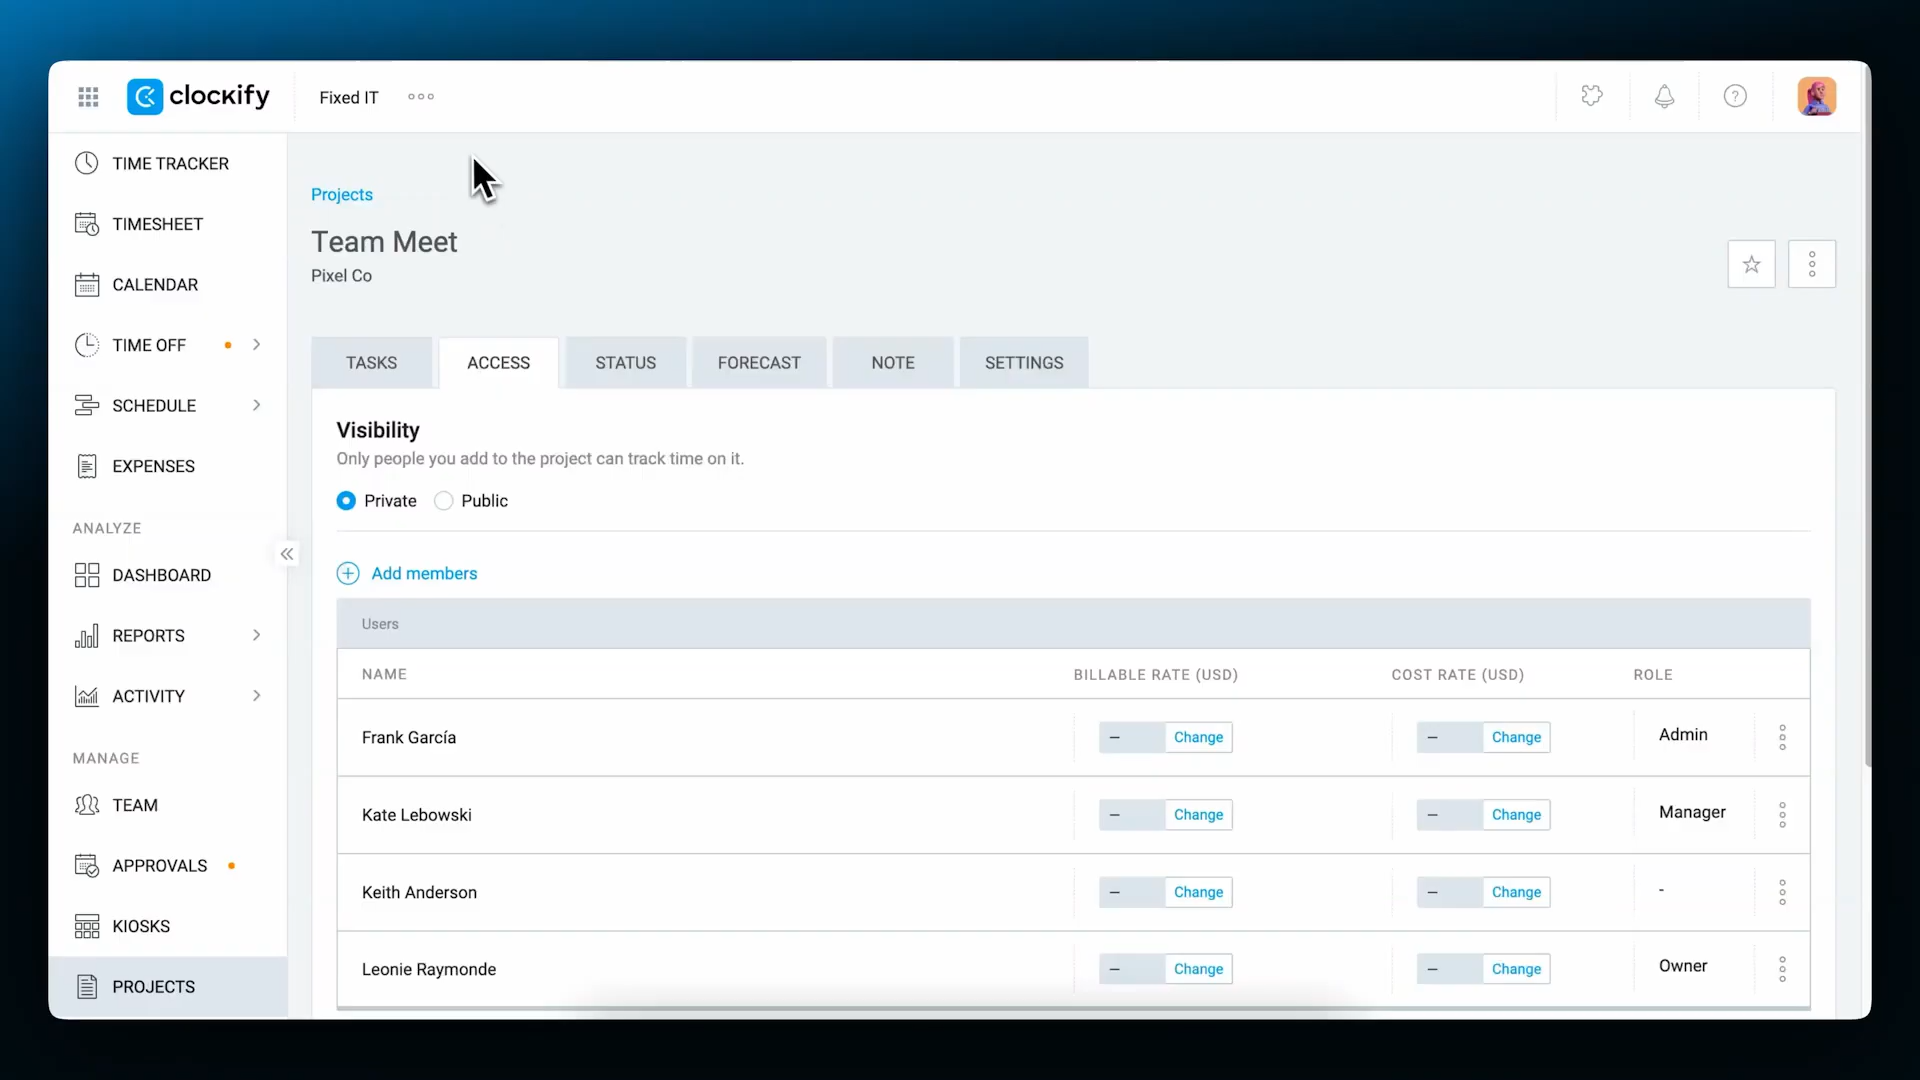 clockify
Fixed IT
TIME TRACKER
TIMESHEET
CALENDAR
TIME OFF
SCHEDULE
EXPENSES
ANALYZE
DASHBOARD
REPORTS
ACTIVITY
MANAGE
TEAM
APPROVALS
KIOSKS
PROJECTS
Projects
Team Meet
Pixel Co
TASKS ACCESS STATUS FORECAST NOTE SETTINGS
Visibility
Only people you add to the project can track time on it.
Private Public
Add members
Users
NAME BILLABLE RATE (USD) COST RATE (USD) ROLE
Frank García – Change – Change Admin
Kate Lebowski – Change – Change Manager
Keith Anderson – Change – Change -
Leonie Raymonde – Change – Change Owner